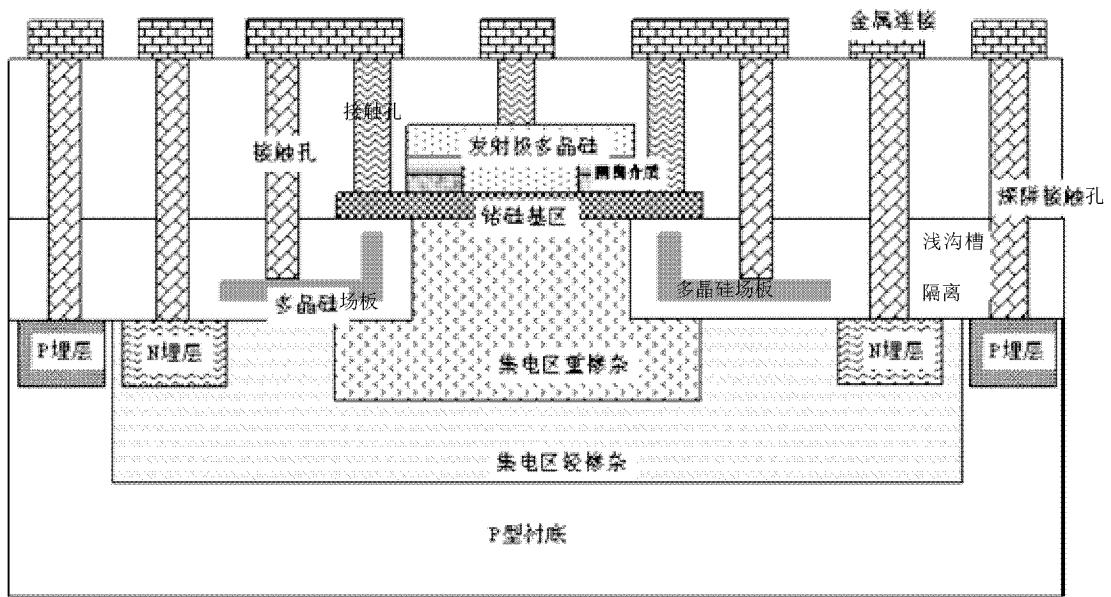 金属连接
接触孔
发射极多晶硅
接触孔
隔离介质
深阱接触孔
锗硅基区
浅沟槽
隔离
多晶硅场板
多晶硅场板
P埋层
N埋层
集电区重掺杂
N埋层
P埋层
集电区轻掺杂
P型衬底